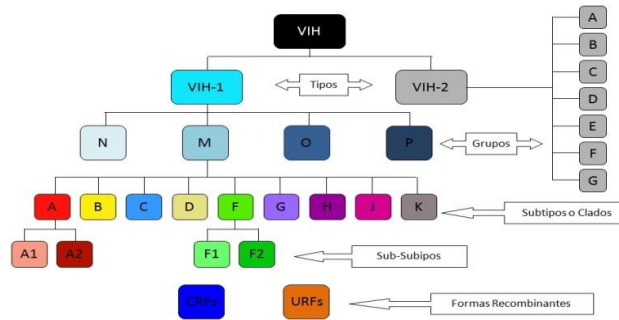 VIH
A
B
VIH-1
Tipos
VIH-2
C
D
N
M
O
P
Grupos
E
F
G
A
B
C
D
F
G
H
J
K
Subtipos o Clados
A1
A2
F1
F2
Sub-Subipos
CRFs
URFs
Formas Recombinantes